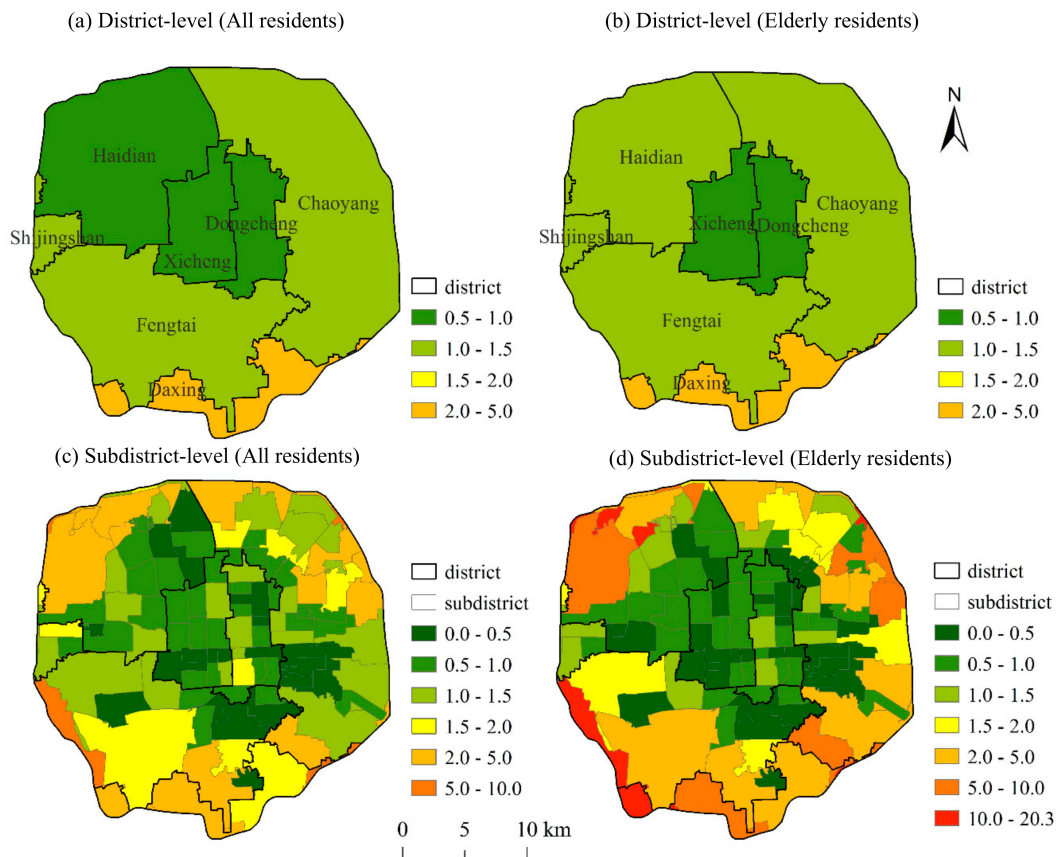 (a) District-level (All residents)
(b) District-level (Elderly residents)
N
Haidian
Chaoyang
Shijingshan
Dongcheng
Xicheng
Fengtai
Daxing
district
0.5 - 1.0
1.0 - 1.5
1.5 - 2.0
2.0 - 5.0
Haidian
Chaoyang
Shijingshan
Xicheng
Dongcheng
Fengtai
Daxing
district
0.5 - 1.0
1.0 - 1.5
1.5 - 2.0
2.0 - 5.0
(c) Subdistrict-level (All residents)
(d) Subdistrict-level (Elderly residents)
district
subdistrict
0.0 - 0.5
0.5 - 1.0
1.0 - 1.5
1.5 - 2.0
2.0 - 5.0
5.0 - 10.0
district
subdistrict
0.0 - 0.5
0.5 - 1.0
1.0 - 1.5
1.5 - 2.0
2.0 - 5.0
5.0 - 10.0
10.0 - 20.3
0 5 10 km